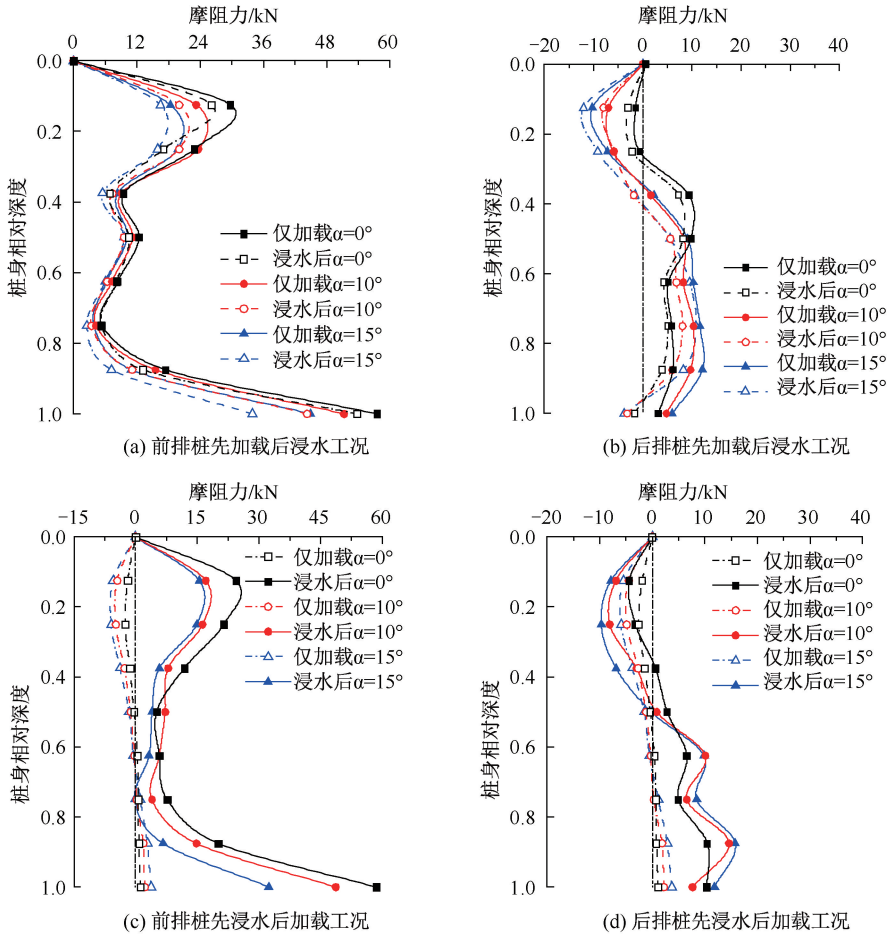 摩阻力/kN
0 12 24 36 48 60
0.0
0.2
0.4
0.6
0.8
1.0
桩身相对深度
仅加载α=0°
浸水后α=0°
仅加载α=10°
浸水后α=10°
仅加载α=15°
浸水后α=15°
(a) 前排桩先加载后浸水工况
摩阻力/kN
−20 −10 0 10 20 30 40
0.0
0.2
0.4
0.6
0.8
1.0
桩身相对深度
仅加载α=0°
浸水后α=0°
仅加载α=10°
浸水后α=10°
仅加载α=15°
浸水后α=15°
(b) 后排桩先加载后浸水工况
摩阻力/kN
−15 0 15 30 45 60
0.0
0.2
0.4
0.6
0.8
1.0
桩身相对深度
仅加载α=0°
浸水后α=0°
仅加载α=10°
浸水后α=10°
仅加载α=15°
浸水后α=15°
(c) 前排桩先浸水后加载工况
摩阻力/kN
−20 −10 0 10 20 30 40
0.0
0.2
0.4
0.6
0.8
1.0
桩身相对深度
仅加载α=0°
浸水后α=0°
仅加载α=10°
浸水后α=10°
仅加载α=15°
浸水后α=15°
(d) 后排桩先浸水后加载工况